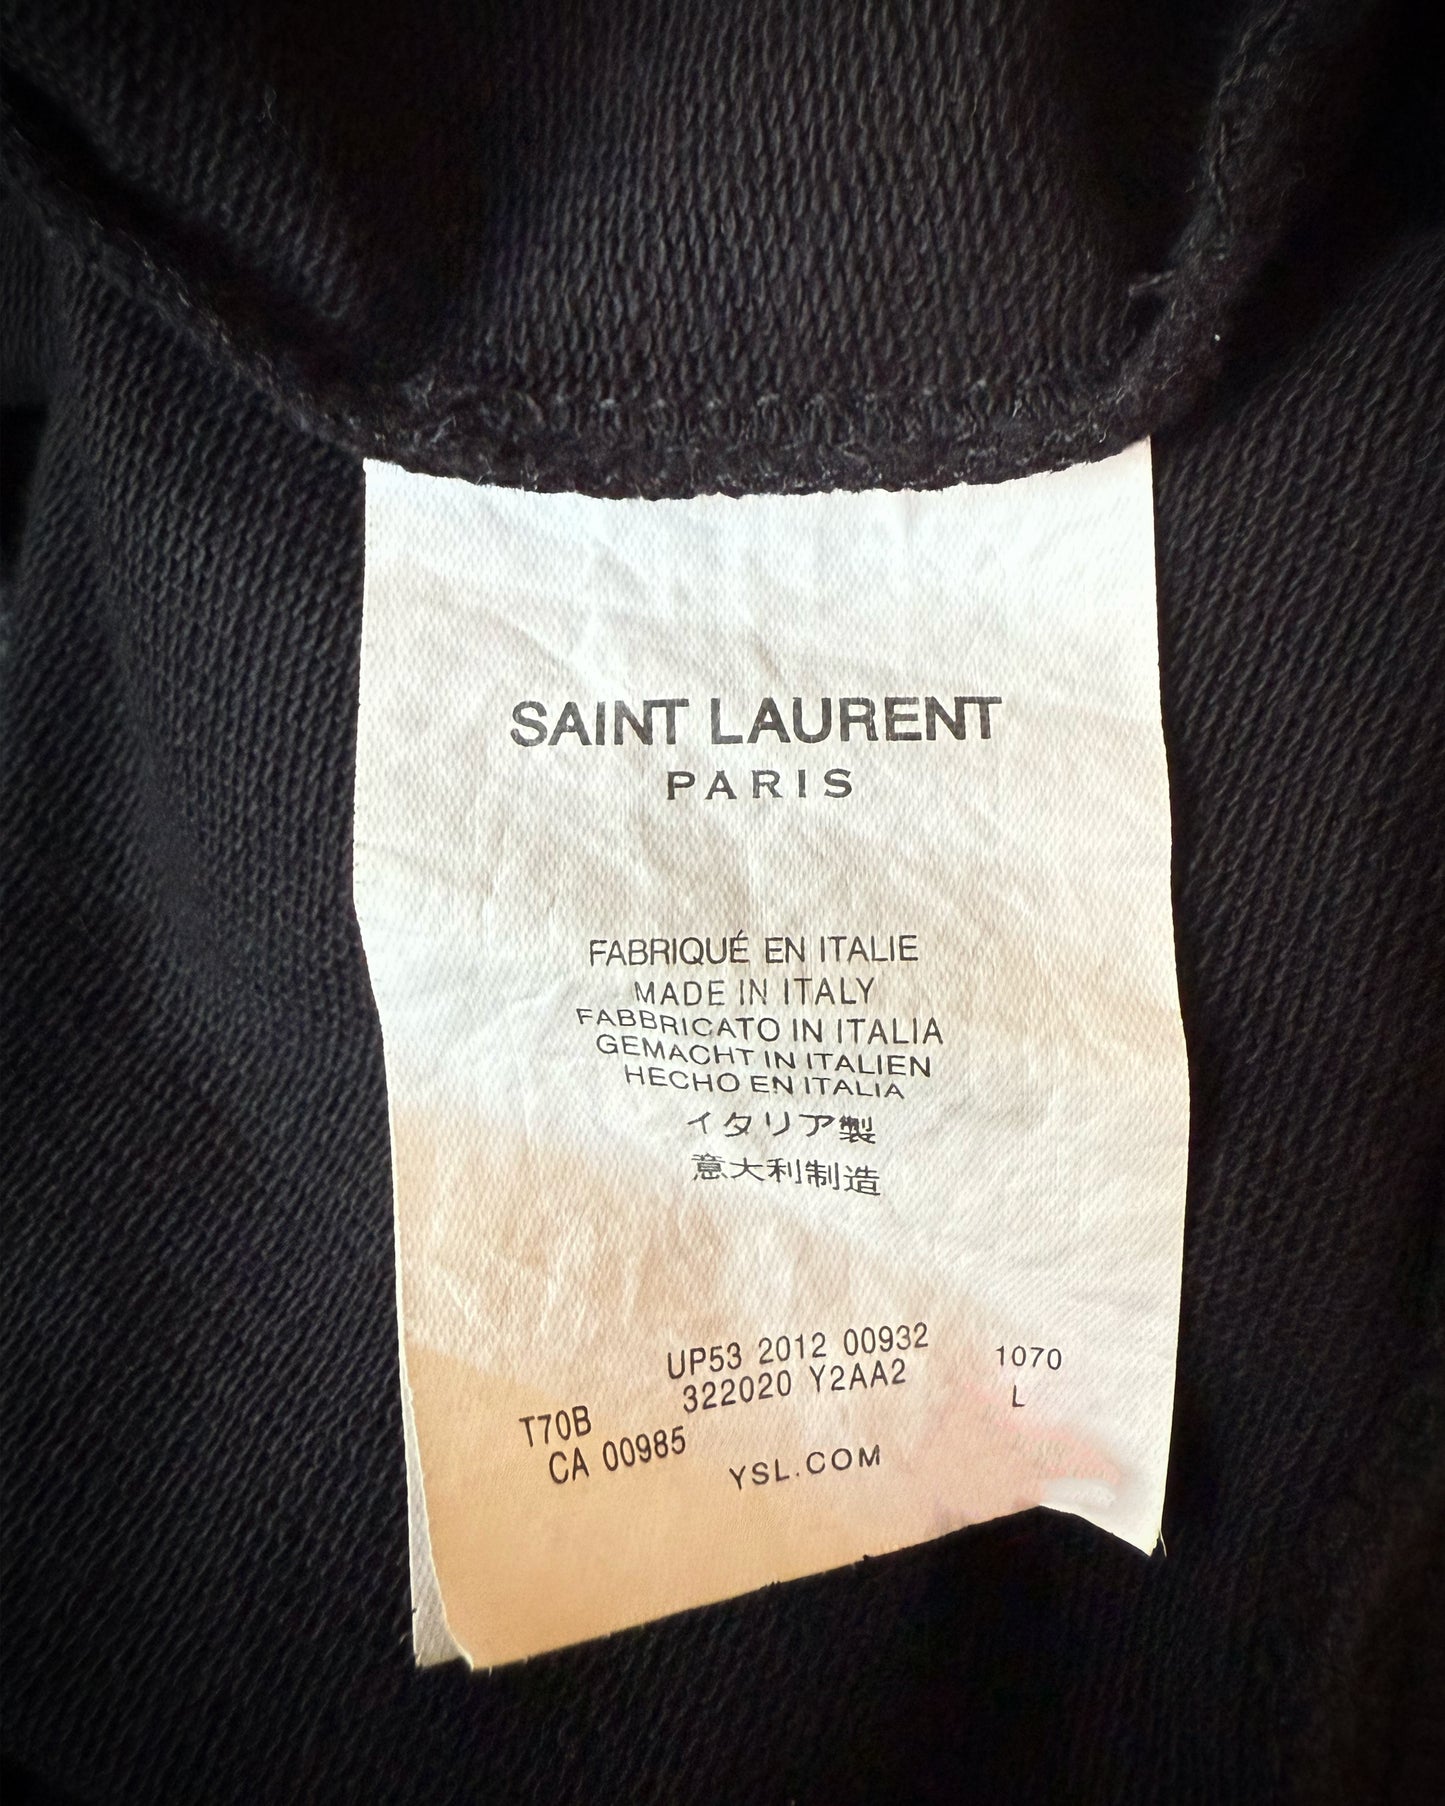 SAINT LAURENT
PARIS
FABRIQUÉ EN ITALIE
MADE IN ITALY
FABBRICATO IN ITALIA
GEMACHT IN ITALIEN
HECHO EN ITALIA
イタリア製
意大利制造
UP53 2012 00932 1070
322020 Y2AA2 L
T70B
CA 00985
YSL.COM